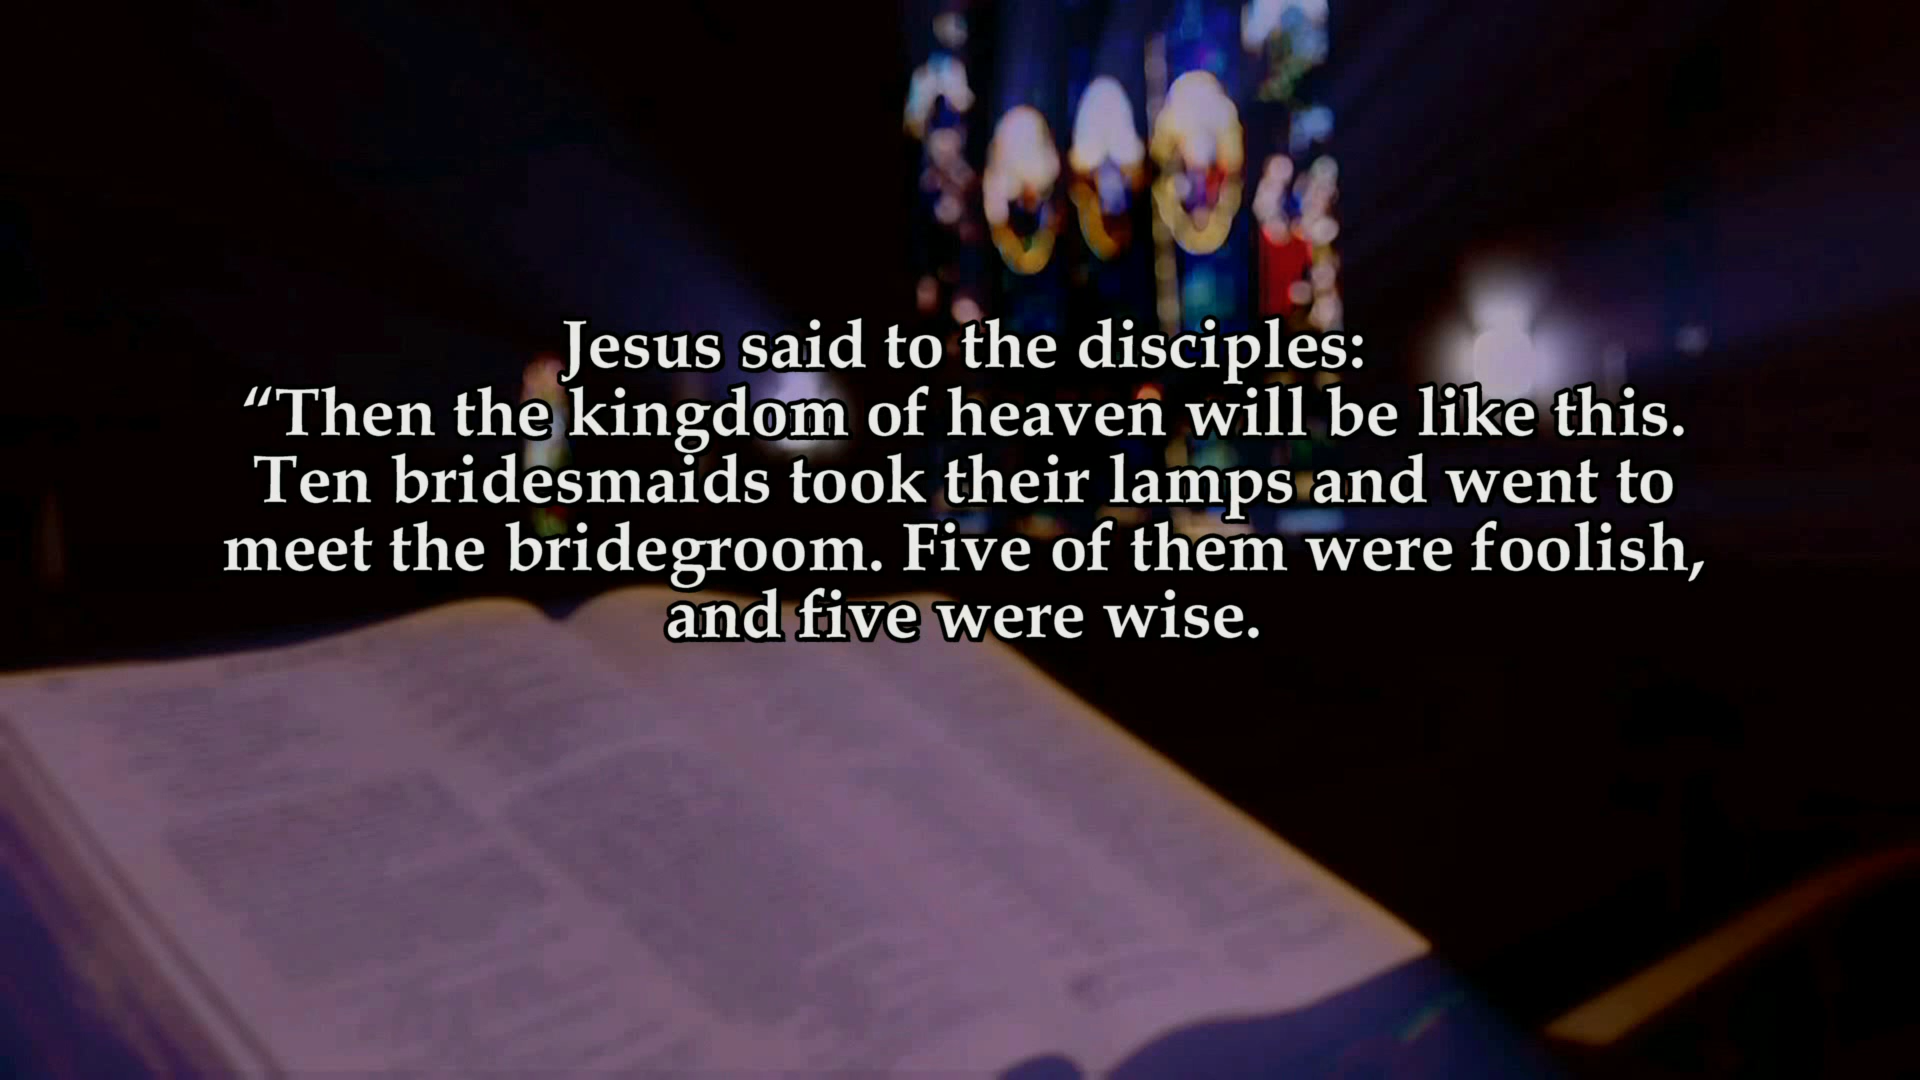 Jesus said to the disciples:
“Then the kingdom of heaven will be like this.
Ten bridesmaids took their lamps and went to
meet the bridegroom. Five of them were foolish,
and five were wise.